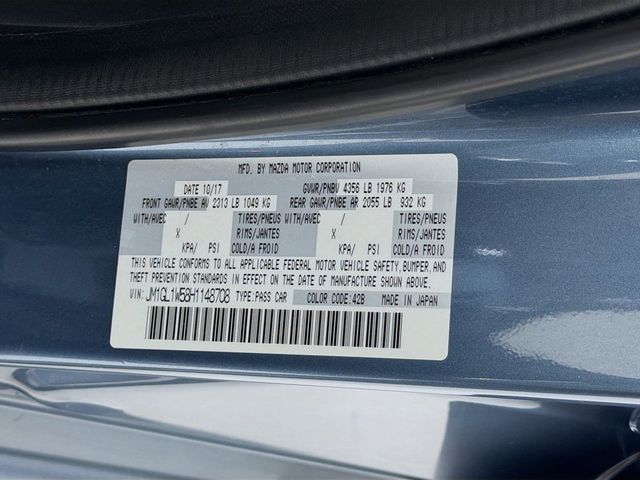 MFD. BY MAZDA MOTOR CORPORATION
DATE 10/17 GVWR/PNBV 4356 LB 1976 KG
FRONT GAWR/PNBE AV 2313 LB 1049 KG REAR GAWR/PNBE AR 2055 LB 932 KG
WITH/AVEC / TIRES/PNEUS WITH/AVEC / TIRES/PNEUS
X RIMS/JANTES X RIMS/JANTES
KPA/ PSI COLD/A FROID KPA/ PSI COLD/A FROID
THIS VEHICLE CONFORMS TO ALL APPLICABLE FEDERAL MOTOR VEHICLE SAFETY, BUMPER, AND
THEFT PREVENTION STANDARDS IN EFFECT ON THE DATE OF MANUFACTURE SHOWN ABOVE.
VIN: JM1GL1W58H1148708 TYPE:PASS CAR COLOR CODE:42B MADE IN JAPAN